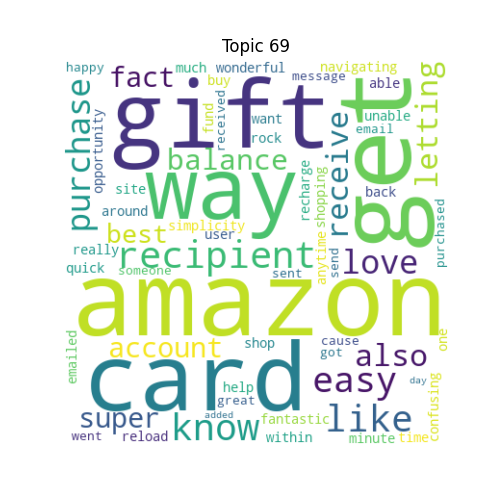 Topic 69
happy
much
wonderful
navigating
fact
message
able
gift
buy
get
letting
purchase
opportunity
fund
received
want
rock
receive
unable
email
balance
way
recharge
shopping
back
site
around
simplicity
best
user
recipient
really
quick
someone
sent
anytime
send
love
purchased
amazon
emailed
account
shop
cause
got
also
one
card
help
easy
day
confusing
super
great
added
know
fantastic
like
went
reload
within
minute
time